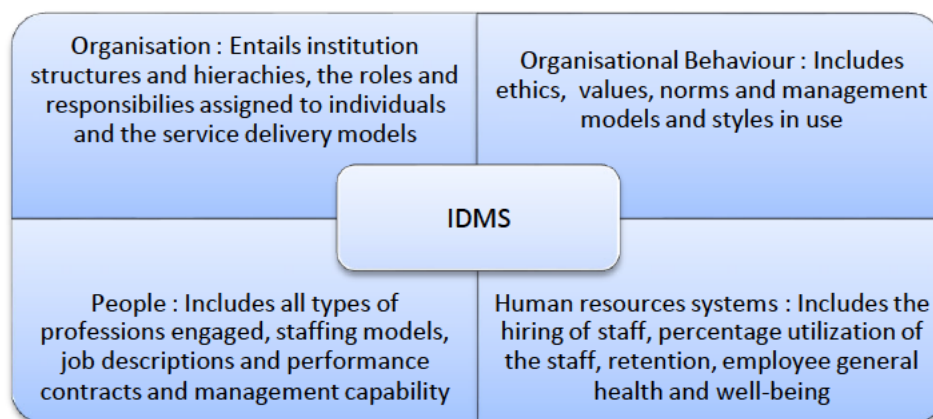 Organisation : Entails institution
structures and hierachies, the roles and
responsibilies assigned to individuals
and the service delivery models
Organisational Behaviour : Includes
ethics,  values, norms and management
models and styles in use
IDMS
People : Includes all types of
professions engaged, staffing models,
job descriptions and performance
contracts and management capability
Human resources systems : Includes the
hiring of staff, percentage utilization of
the staff, retention, employee general
health and well-being